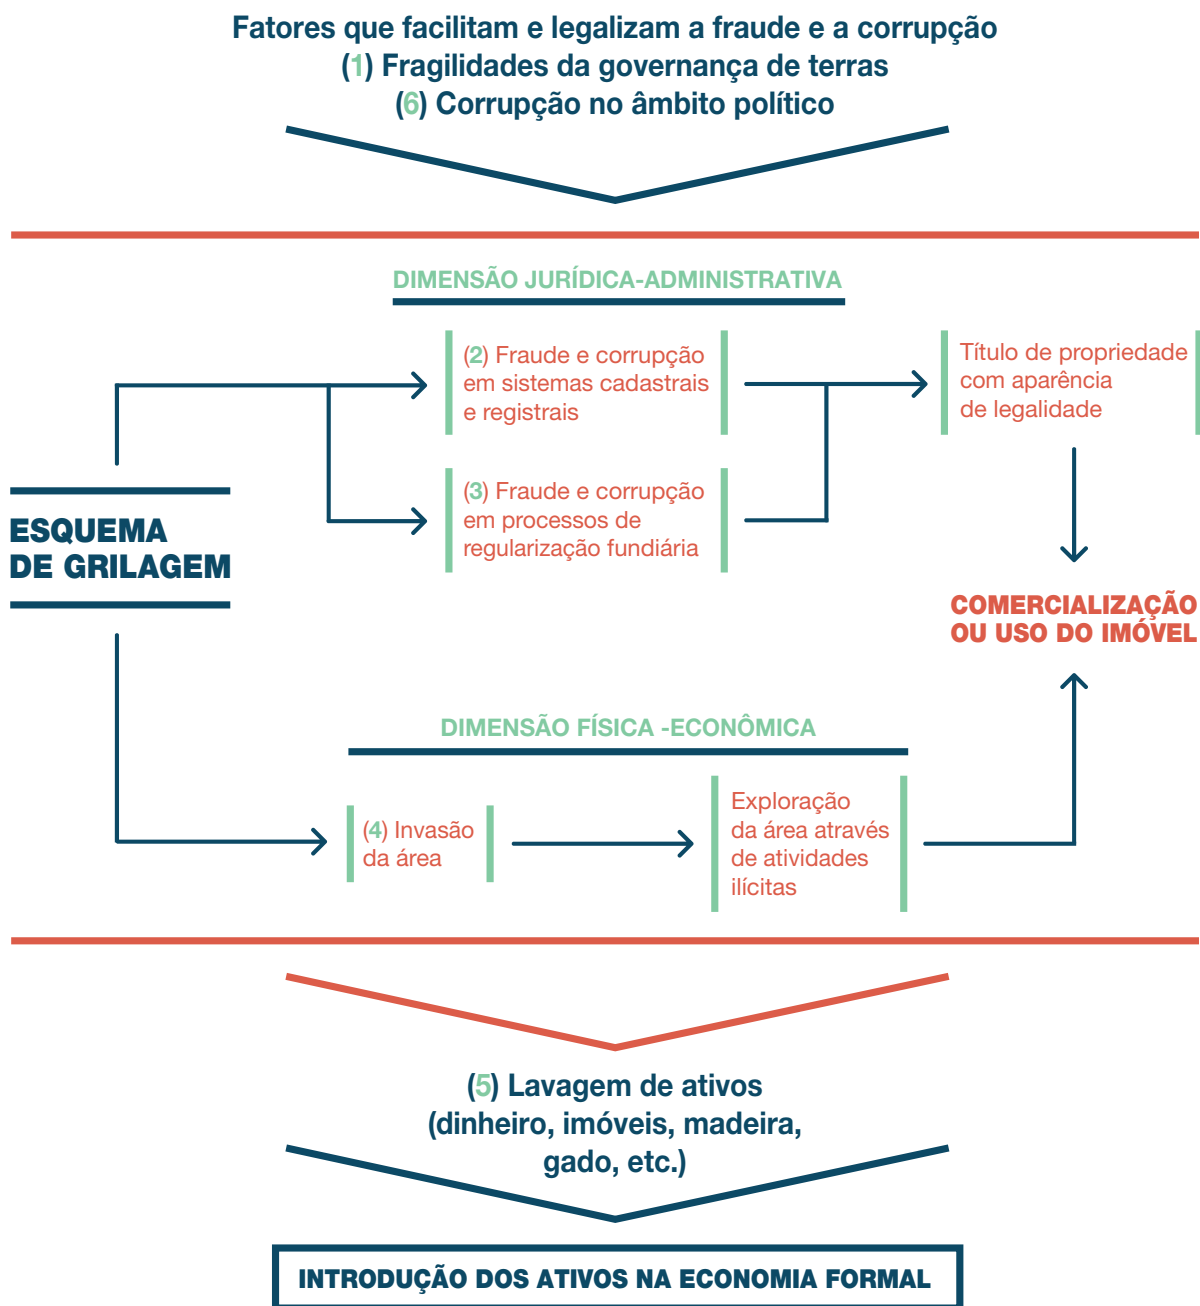 Fatores que facilitam e legalizam a fraude e a corrupção
(1) Fragilidades da governança de terras
(6) Corrupção no âmbito político
DIMENSÃO JURÍDICA-ADMINISTRATIVA
(2) Fraude e corrupção
em sistemas cadastrais
e registrais
Título de propriedade
com aparência
de legalidade
(3) Fraude e corrupção
em processos de
regularização fundiária
ESQUEMA
DE GRILAGEM
COMERCIALIZAÇÃO
OU USO DO IMÓVEL
DIMENSÃO FÍSICA -ECONÔMICA
(4) Invasão
da área
Exploração
da área através
de atividades
ilícitas
(5) Lavagem de ativos
(dinheiro, imóveis, madeira,
gado, etc.)
INTRODUÇÃO DOS ATIVOS NA ECONOMIA FORMAL